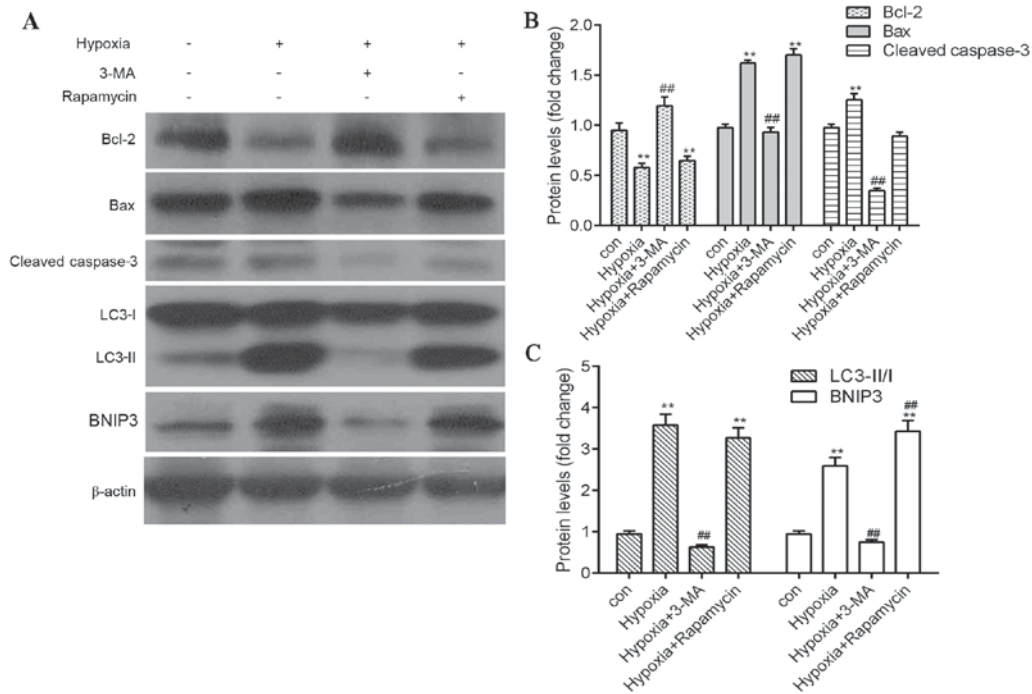 A
Hypoxia - + + +
3-MA - - + -
Rapamycin - - - +
Bcl-2
Bax
Cleaved caspase-3
LC3-I
LC3-II
BNIP3
β-actin
B
Bcl-2
Bax
Cleaved caspase-3
Protein levels (fold change)
2.0
1.5
1.0
0.5
0.0
** ## ** ** ## ** ** ##
con Hypoxia Hypoxia+3-MA Hypoxia+Rapamycin
con Hypoxia Hypoxia+3-MA Hypoxia+Rapamycin
con Hypoxia Hypoxia+3-MA Hypoxia+Rapamycin
C
LC3-II/I
BNIP3
Protein levels (fold change)
5
4
3
2
1
0
** ## ** ** ## ## **
con Hypoxia Hypoxia+3-MA Hypoxia+Rapamycin
con Hypoxia Hypoxia+3-MA Hypoxia+Rapamycin